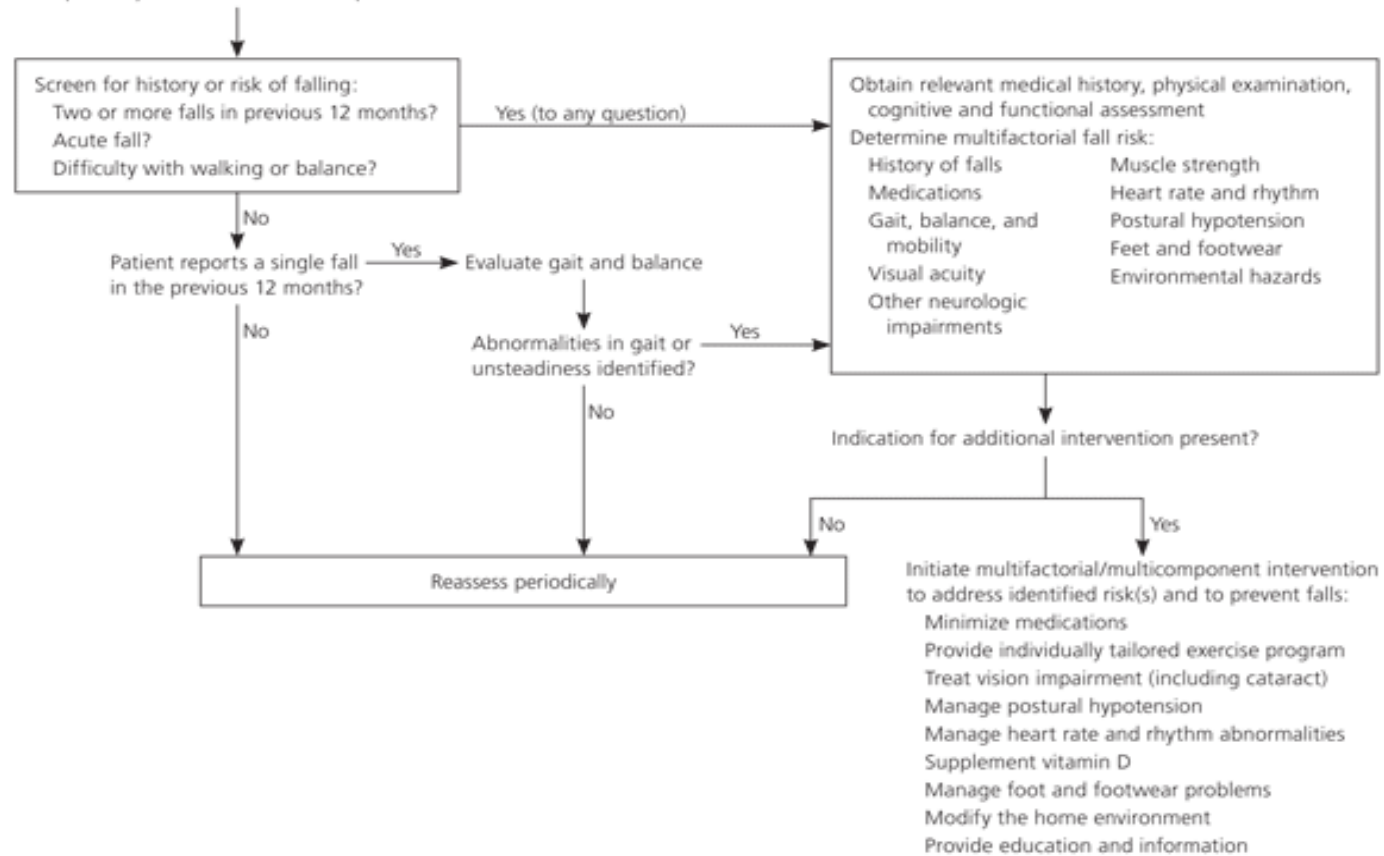 Screen for history or risk of falling:
Two or more falls in previous 12 months?
Acute fall?
Difficulty with walking or balance?
Yes (to any question)
Obtain relevant medical history, physical examination,
cognitive and functional assessment
Determine multifactorial fall risk:
History of falls
Medications
Gait, balance, and
mobility
Visual acuity
Other neurologic
impairments
Muscle strength
Heart rate and rhythm
Postural hypotension
Feet and footwear
Environmental hazards
No
Patient reports a single fall
in the previous 12 months?
Yes
Evaluate gait and balance
No
Abnormalities in gait or
unsteadiness identified?
Yes
No
Indication for additional intervention present?
No
Yes
Reassess periodically
Initiate multifactorial/multicomponent intervention
to address identified risk(s) and to prevent falls:
Minimize medications
Provide individually tailored exercise program
Treat vision impairment (including cataract)
Manage postural hypotension
Manage heart rate and rhythm abnormalities
Supplement vitamin D
Manage foot and footwear problems
Modify the home environment
Provide education and information